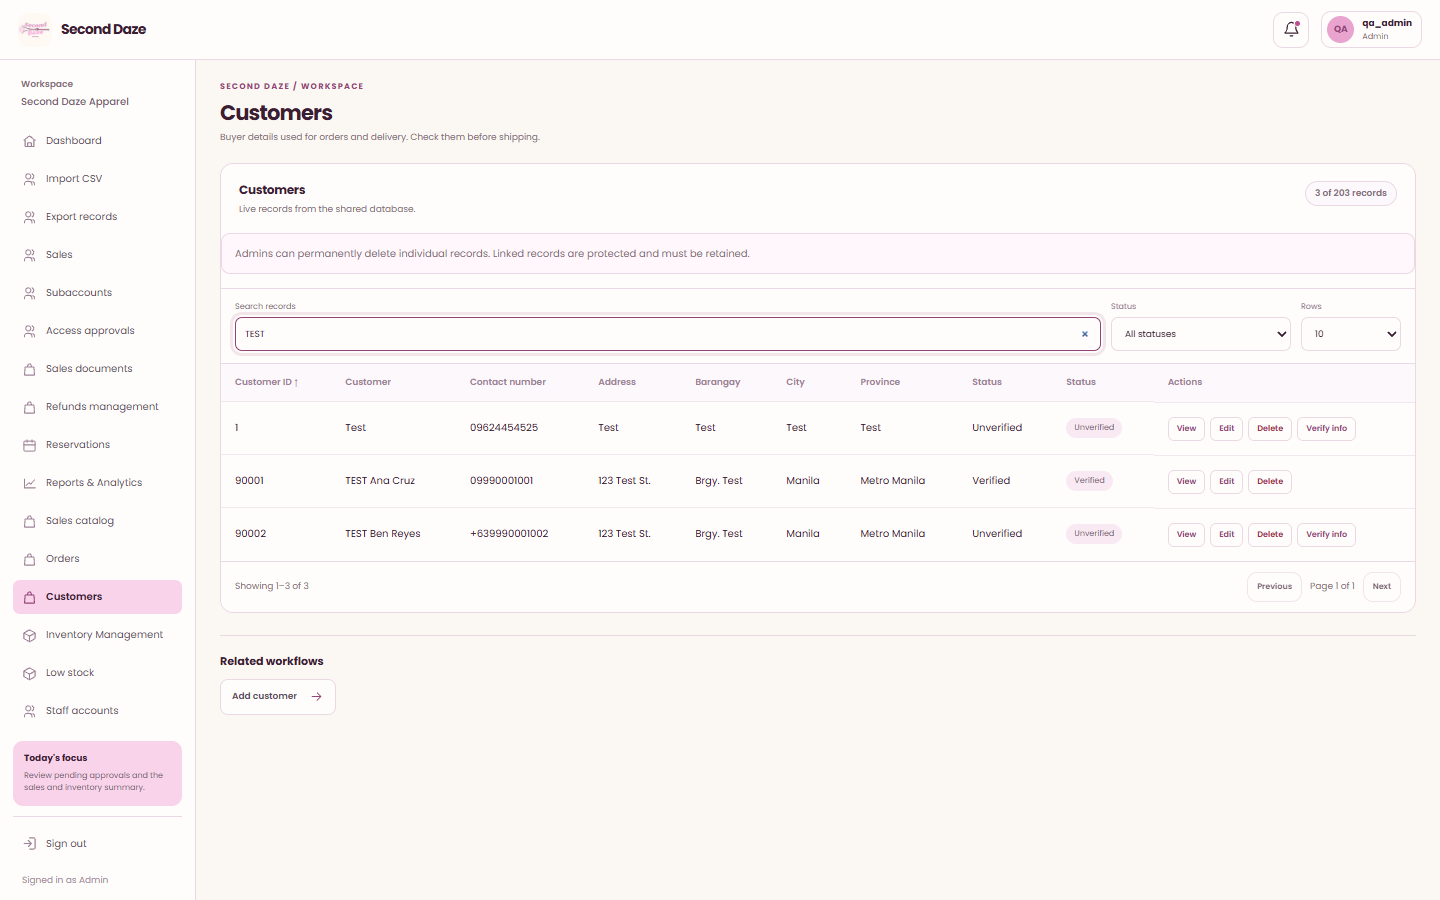 Second Daze
QA
qa_admin
Admin
Workspace
Second Daze Apparel
Dashboard
Import CSV
Export records
Sales
Subaccounts
Access approvals
Sales documents
Refunds management
Reservations
Reports & Analytics
Sales catalog
Orders
Customers
Inventory Management
Low stock
Staff accounts
Today's focus
Review pending approvals and the
sales and inventory summary.
Sign out
Signed in as Admin
SECOND DAZE / WORKSPACE
Customers
Buyer details used for orders and delivery. Check them before shipping.
Customers
Live records from the shared database.
3 of 203 records
Admins can permanently delete individual records. Linked records are protected and must be retained.
Search records Status Rows
TEST × All statuses 10
Customer ID ↑ Customer Contact number Address Barangay City Province Status Status Actions
1 Test 09624454525 Test Test Test Test Unverified Unverified View Edit Delete Verify info
90001 TEST Ana Cruz 09990001001 123 Test St. Brgy. Test Manila Metro Manila Verified Verified View Edit Delete
90002 TEST Ben Reyes +639990001002 123 Test St. Brgy. Test Manila Metro Manila Unverified Unverified View Edit Delete Verify info
Showing 1–3 of 3 Previous Page 1 of 1 Next
Related workflows
Add customer →